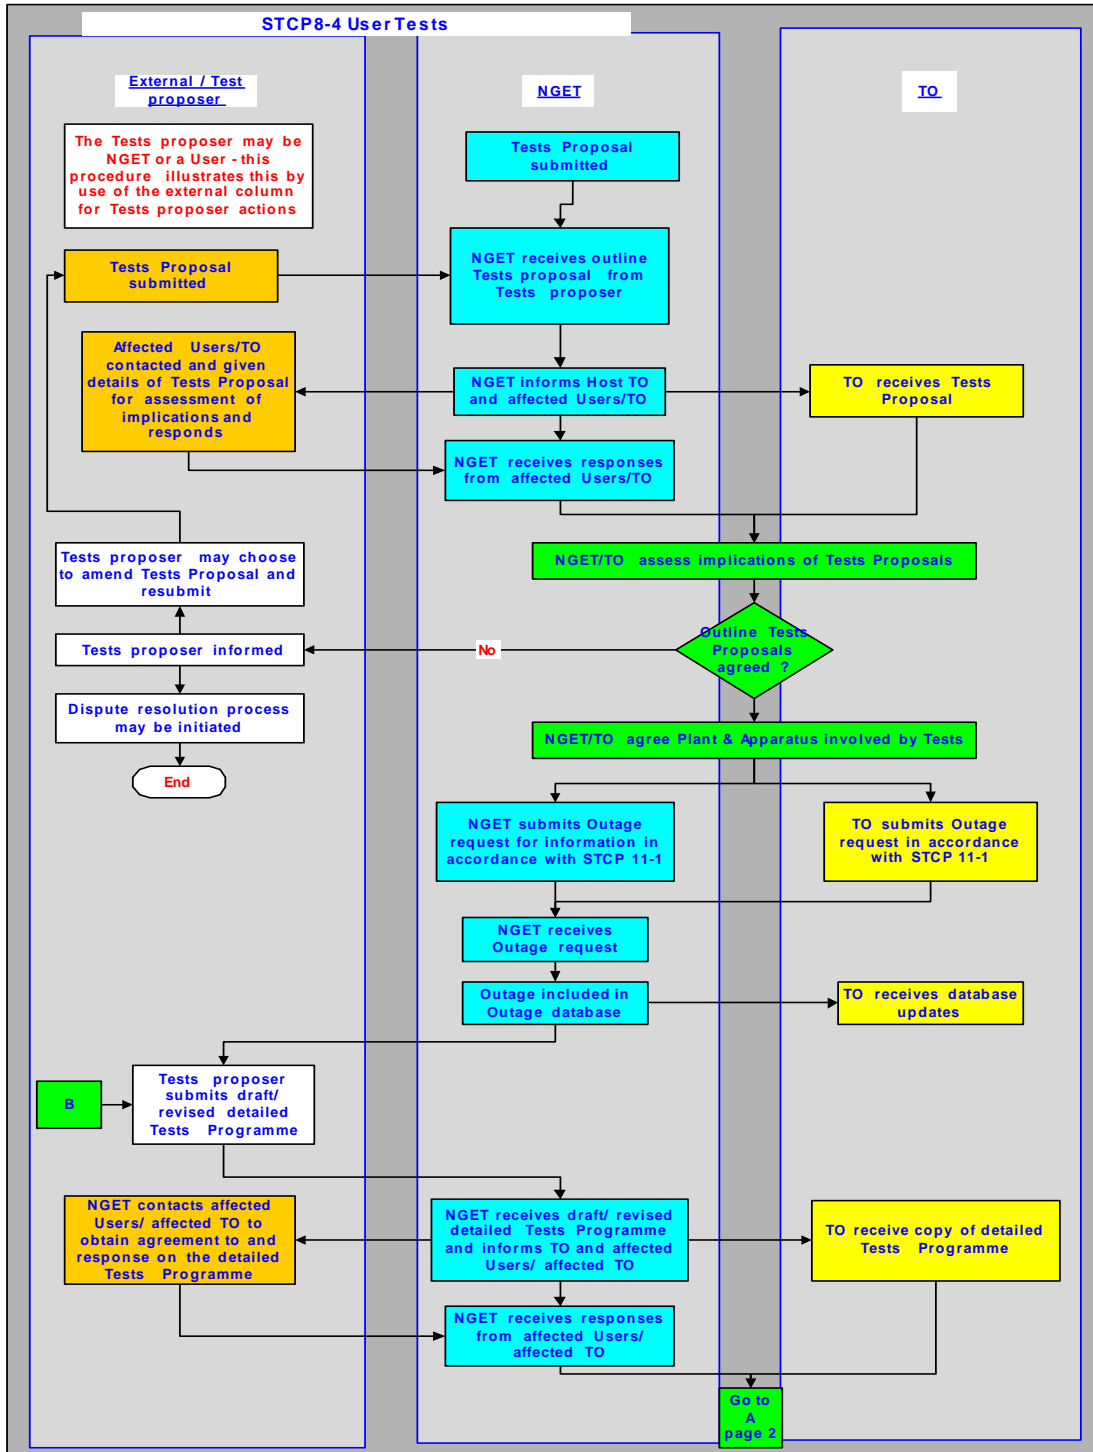 STCP8-4 User Tests
External / Test
proposer
NGET
TO
The Tests proposer may be
NGET or a User - this
procedure illustrates this by
use of the external column
for Tests proposer actions
Tests Proposal
submitted
Tests Proposal
submitted
NGET receives outline
Tests proposal from
Tests proposer
Affected Users/TO
contacted and given
details of Tests Proposal
for assessment of
implications and
responds
NGET informs Host TO
and affected Users/TO
TO receives Tests
Proposal
NGET receives responses
from affected Users/TO
Tests proposer may choose
to amend Tests Proposal and
resubmit
NGET/TO assess implications of Tests Proposals
Outline Tests
Proposals
agreed ?
No
Tests proposer informed
Dispute resolution process
may be initiated
End
NGET/TO agree Plant & Apparatus involved by Tests
NGET submits Outage
request for information in
accordance with STCP 11-1
TO submits Outage
request in accordance
with STCP 11-1
NGET receives
Outage request
Outage included in
Outage database
TO receives database
updates
B
Tests proposer
submits draft/
revised detailed
Tests Programme
NGET contacts affected
Users/ affected TO to
obtain agreement to and
response on the detailed
Tests Programme
NGET receives draft/ revised
detailed Tests Programme
and informs TO and affected
Users/ affected TO
TO receive copy of detailed
Tests Programme
NGET receives responses
from affected Users/
affected TO
Go to
A
page 2